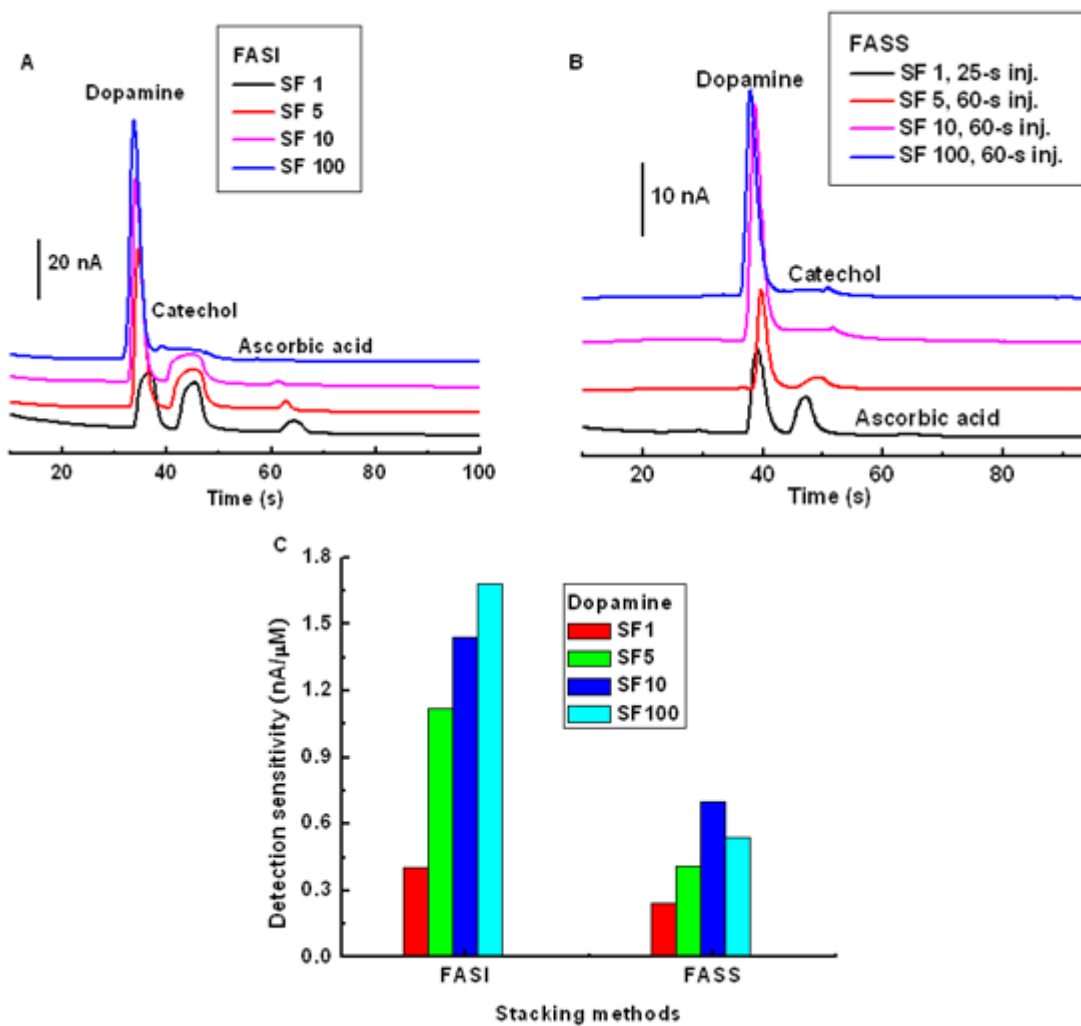 A
FASI
SF 1
SF 5
SF 10
SF 100
Dopamine
20 nA
Catechol
Ascorbic acid
20 40 60 80 100
Time (s)
B
FASS
SF 1, 25-s inj.
SF 5, 60-s inj.
SF 10, 60-s inj.
SF 100, 60-s inj.
Dopamine
10 nA
Catechol
Ascorbic acid
20 40 60 80
Time (s)
C
Detection sensitivity (nA/µM)
1.8
1.5
1.2
0.9
0.6
0.3
0.0
Dopamine
SF1
SF5
SF10
SF100
FASI FASS
Stacking methods